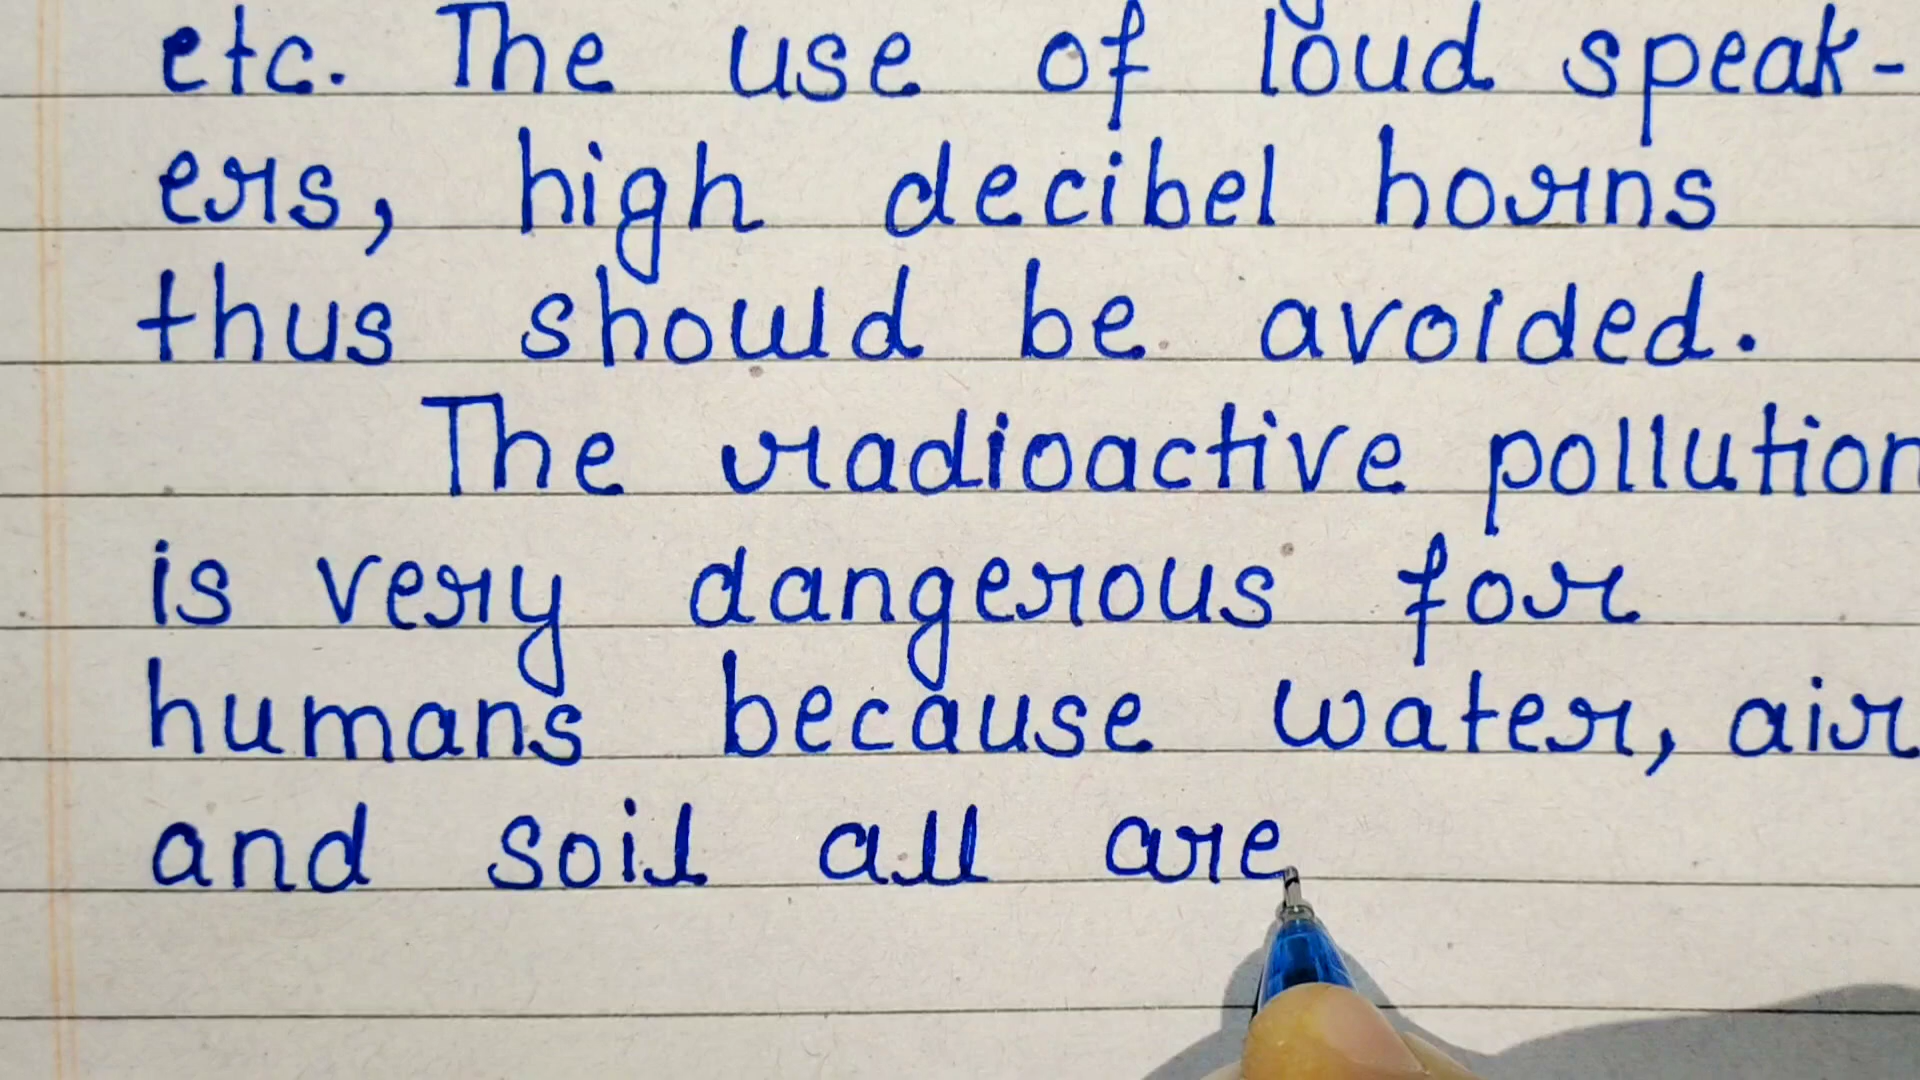 etc. The use of loud speak-
ers, high decibel horns
thus should be avoided.
The radioactive pollution
is very dangerous for
humans because water, air
and soil all are